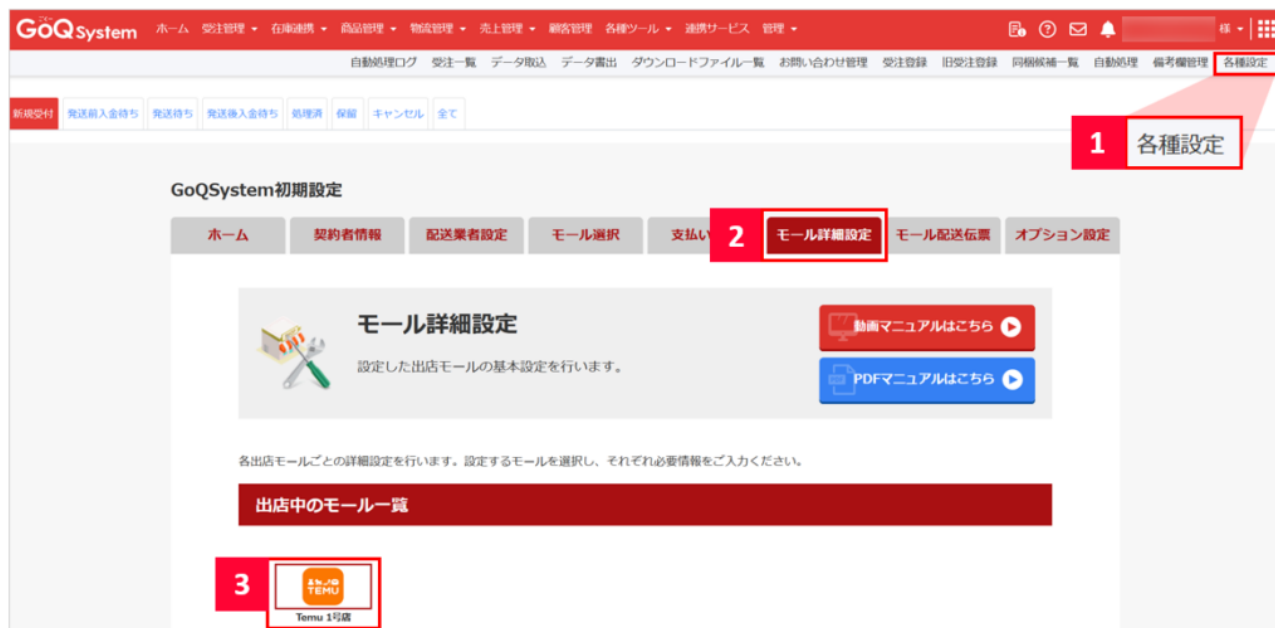 GoQSystem ホーム 受注管理 在庫連携 商品管理 物流管理 売上管理 顧客管理 各種ツール 連携サービス 管理 様
自動処理ログ 受注一覧 データ取込 データ書出 ダウンロードファイル一覧 お問い合わせ管理 受注登録 旧受注登録 同梱候補一覧 自動処理 備考欄管理 各種設定
新規受付 発送前入金待ち 発送待ち 発送後入金待ち 処理済 保留 キャンセル 全て
1 各種設定
GoQSystem初期設定
ホーム 契約者情報 配送業者設定 モール選択 支払い 2 モール詳細設定 モール配送伝票 オプション設定
モール詳細設定
動画マニュアルはこちら
設定した出店モールの基本設定を行います。
PDF PDFマニュアルはこちら
各出店モールごとの詳細設定を行います。設定するモールを選択し、それぞれ必要情報をご入力ください。
出店中のモール一覧
3
TEMU
Temu 1号店